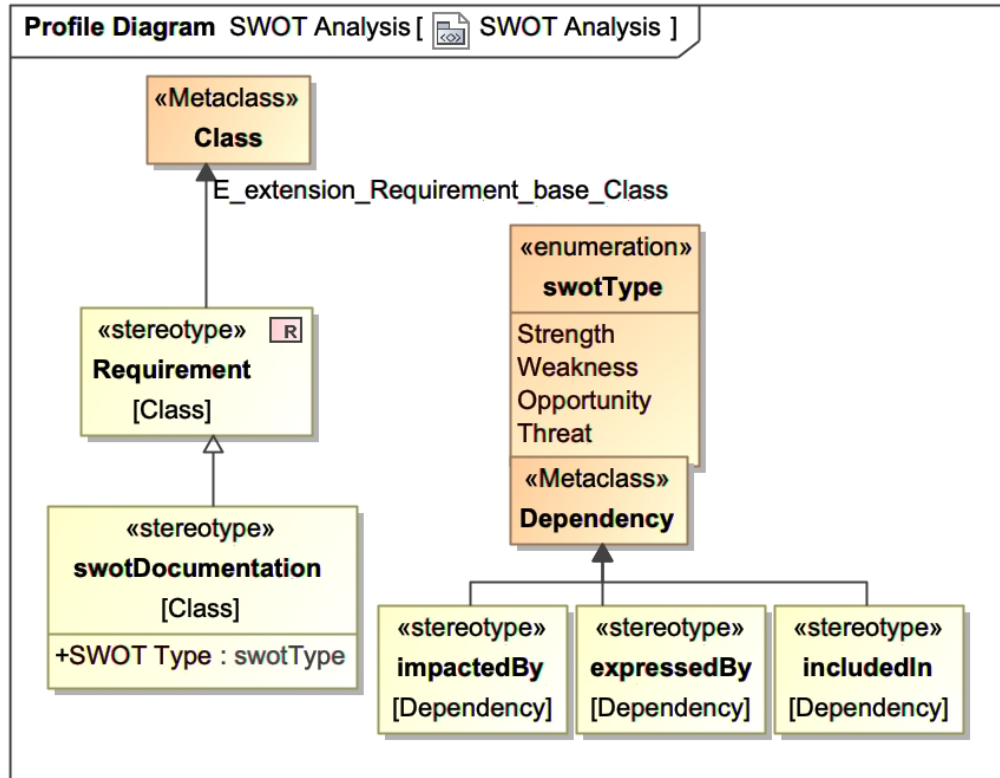 Profile Diagram SWOT Analysis [ SWOT Analysis ]
«Metaclass»
Class
E_extension_Requirement_base_Class
«stereotype» R
Requirement
[Class]
«stereotype»
swotDocumentation
[Class]
+SWOT Type : swotType
«enumeration»
swotType
Strength
Weakness
Opportunity
Threat
«Metaclass»
Dependency
«stereotype»
impactedBy
[Dependency]
«stereotype»
expressedBy
[Dependency]
«stereotype»
includedIn
[Dependency]